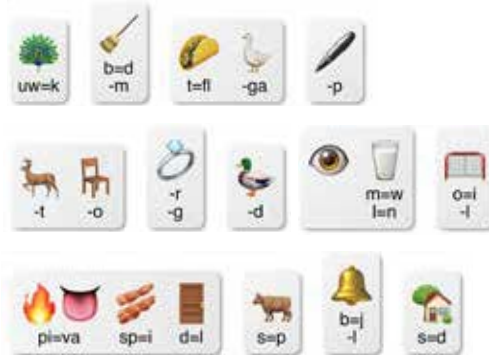 uw=k
b=d
-m
t=fl -ga
-p
-t -o
-r
-g
-d
m=w
l=n
o=i
-l
pi=va sp=i d=l
s=p
b=j
-l
s=d